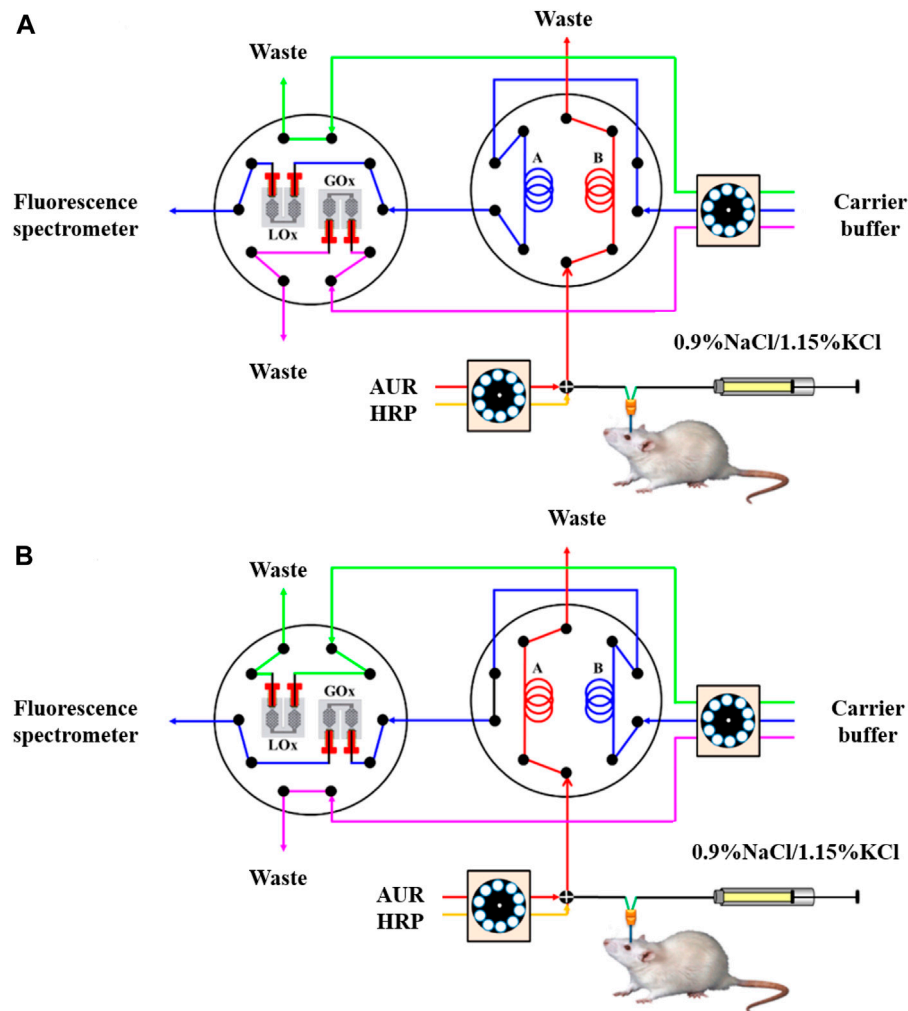 A
Waste
Waste
Fluorescence
spectrometer
GOx
LOx
A
B
Carrier
buffer
Waste
0.9%NaCl/1.15%KCl
AUR
HRP
B
Waste
Waste
Fluorescence
spectrometer
GOx
LOx
A
B
Carrier
buffer
Waste
0.9%NaCl/1.15%KCl
AUR
HRP